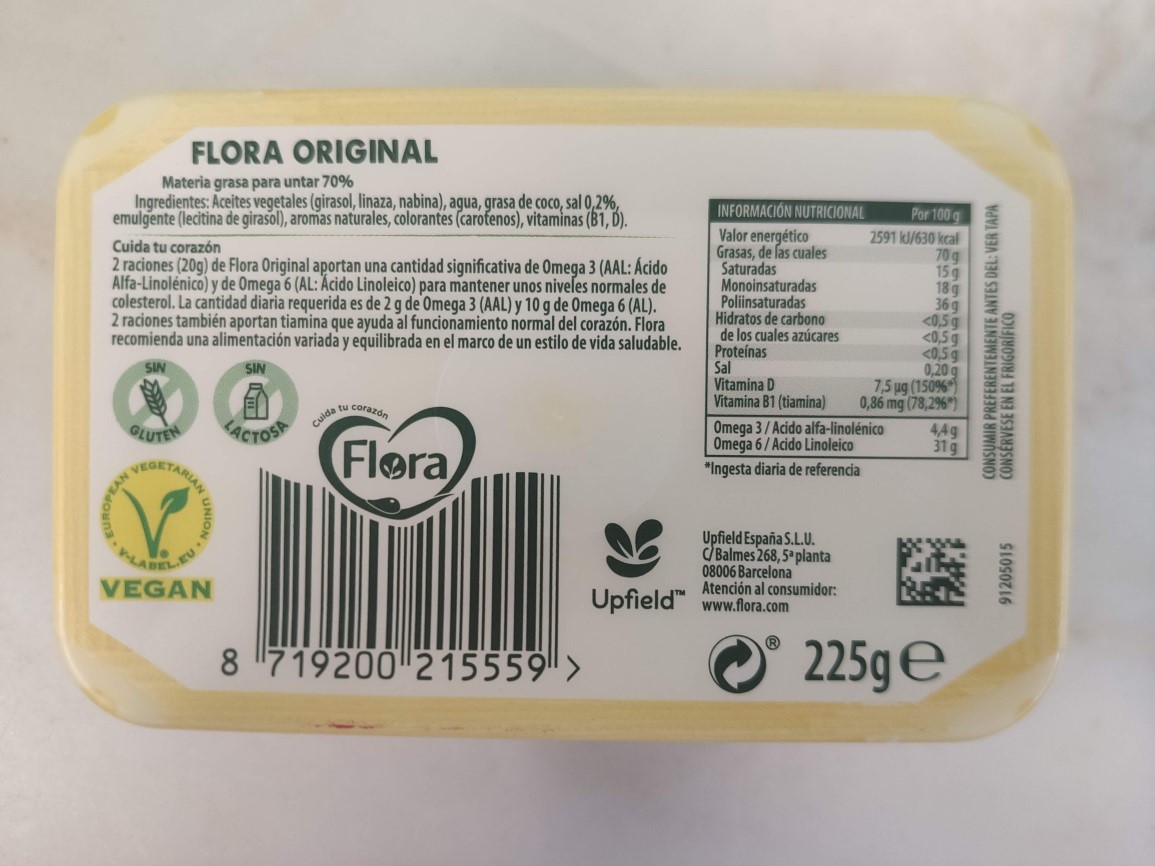 FLORA ORIGINAL
Materia grasa para untar 70%
Ingredientes: Aceites vegetales (girasol, linaza, nabina), agua, grasa de coco, sal 0,2%,
emulgente (lecitina de girasol), aromas naturales, colorantes (carotenos), vitaminas (B1, D).
Cuida tu corazón
2 raciones (20g) de Flora Original aportan una cantidad significativa de Omega 3 (AAL: Ácido
Alfa-Linolénico) y de Omega 6 (AL: Ácido Linoleico) para mantener unos niveles normales de
colesterol. La cantidad diaria requerida es de 2 g de Omega 3 (AAL) y 10 g de Omega 6 (AL).
2 raciones también aportan tiamina que ayuda al funcionamiento normal del corazón. Flora
recomienda una alimentación variada y equilibrada en el marco de un estilo de vida saludable.
SIN GLUTEN
SIN LACTOSA
EUROPEAN VEGETARIAN UNION
V-LABEL.EU
VEGAN
Cuida tu corazón
Flora
8 719200 215559 >
INFORMACIÓN NUTRICIONAL Por 100 g
Valor energético 2591 kJ/630 kcal
Grasas, de las cuales 70 g
Saturadas 15 g
Monoinsaturadas 18 g
Poliinsaturadas 36 g
Hidratos de carbono <0,5 g
de los cuales azúcares <0,5 g
Proteínas <0,5 g
Sal 0,20 g
Vitamina D 7,5 µg (150%*)
Vitamina B1 (tiamina) 0,86 mg (78,2%*)
Omega 3 / Acido alfa-linolénico 4,4 g
Omega 6 / Acido Linoleico 31 g
*Ingesta diaria de referencia
Upfield™
Upfield España S.L.U.
C/ Balmes 268, 5ª planta
08006 Barcelona
Atención al consumidor:
www.flora.com
® 225g e
CONSUMIR PREFERENTEMENTE ANTES DEL: VER TAPA
CONSÉRVESE EN EL FRIGORÍFICO
91205015